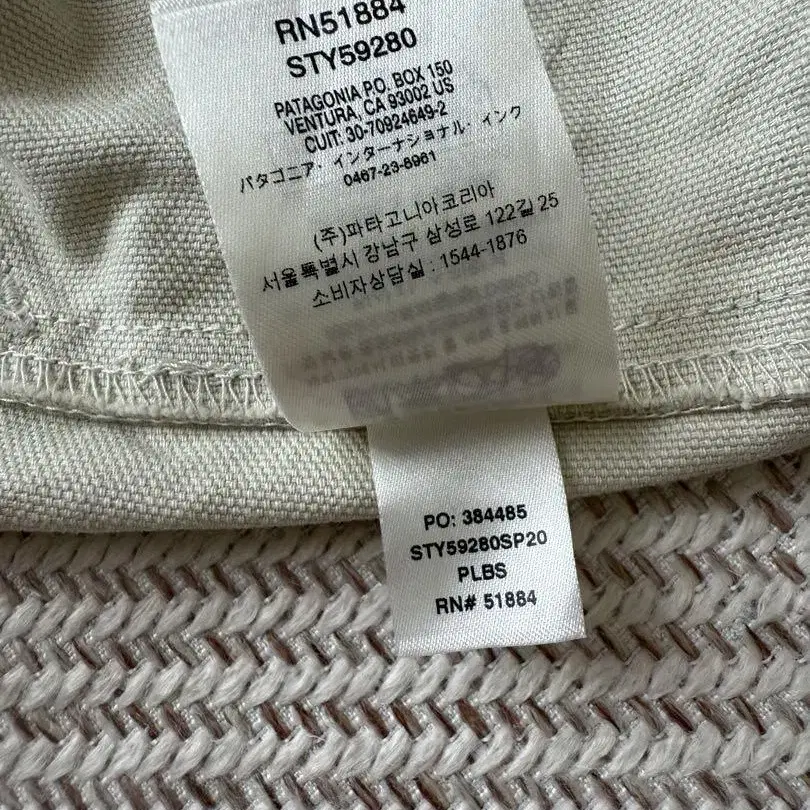 RN51884
STY59280
PATAGONIA P.O. BOX 150
VENTURA, CA 93002 US
CUIT: 30-70924649-2
パタゴニア・インターナショナル・インク
0467-23-8961
(주)파타고니아코리아
서울특별시 강남구 삼성로 122길 25
소비자상담실 : 1544-1876
PO: 384485
STY59280SP20
PLBS
RN# 51884